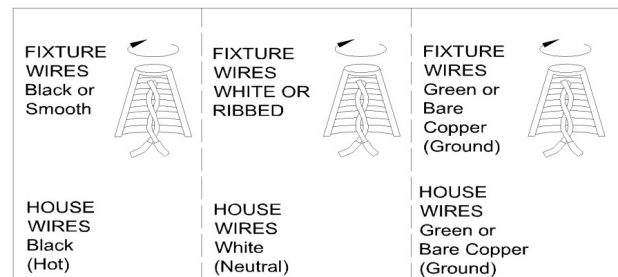 FIXTURE
WIRES
Black or
Smooth
HOUSE
WIRES
Black
(Hot)
FIXTURE
WIRES
WHITE OR
RIBBED
HOUSE
WIRES
White
(Neutral)
FIXTURE
WIRES
Green or
Bare
Copper
(Ground)
HOUSE
WIRES
Green or
Bare Copper
(Ground)